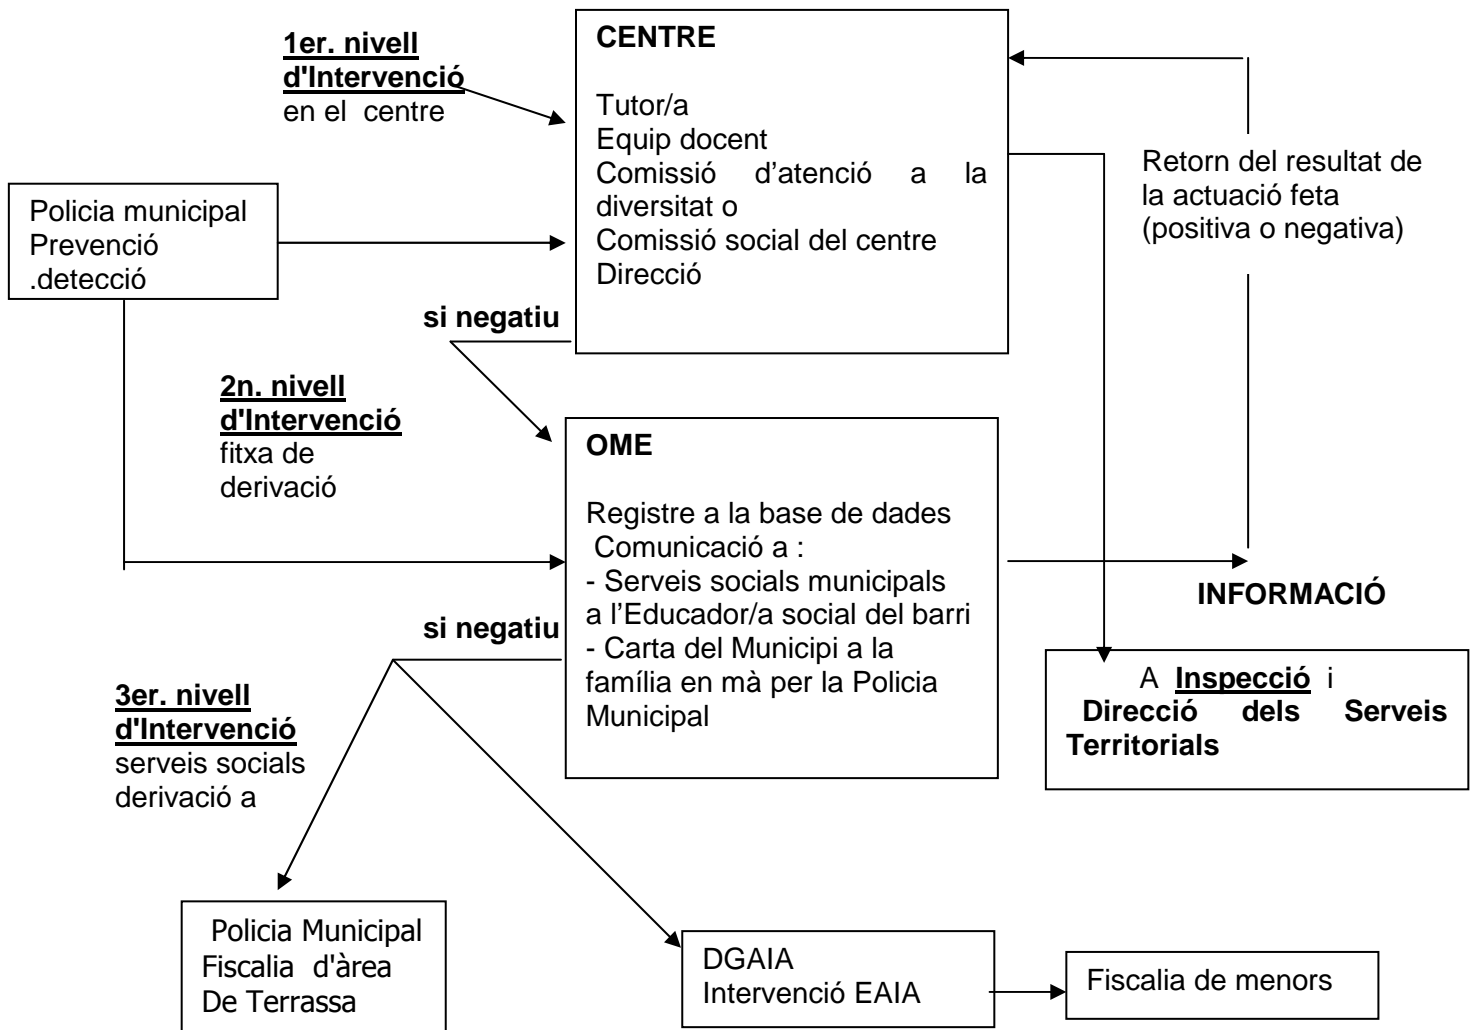 1er. nivell
d'Intervenció
en el centre
CENTRE
Tutor/a
Equip docent
Comissió d'atenció a la
diversitat o
Comissió social del centre
Direcció
Retorn del resultat de
la actuació feta
(positiva o negativa)
Policia municipal
Prevenció
.detecció
si negatiu
2n. nivell
d'Intervenció
fitxa de
derivació
OME
Registre a la base de dades
Comunicació a :
- Serveis socials municipals
a l’Educador/a social del barri
- Carta del Municipi a la
família en mà per la Policia
Municipal
INFORMACIÓ
A Inspecció i
Direcció dels Serveis
Territorials
si negatiu
3er. nivell
d'Intervenció
serveis socials
derivació a
Policia Municipal
Fiscalia d'àrea
De Terrassa
DGAIA
Intervenció EAIA
Fiscalia de menors